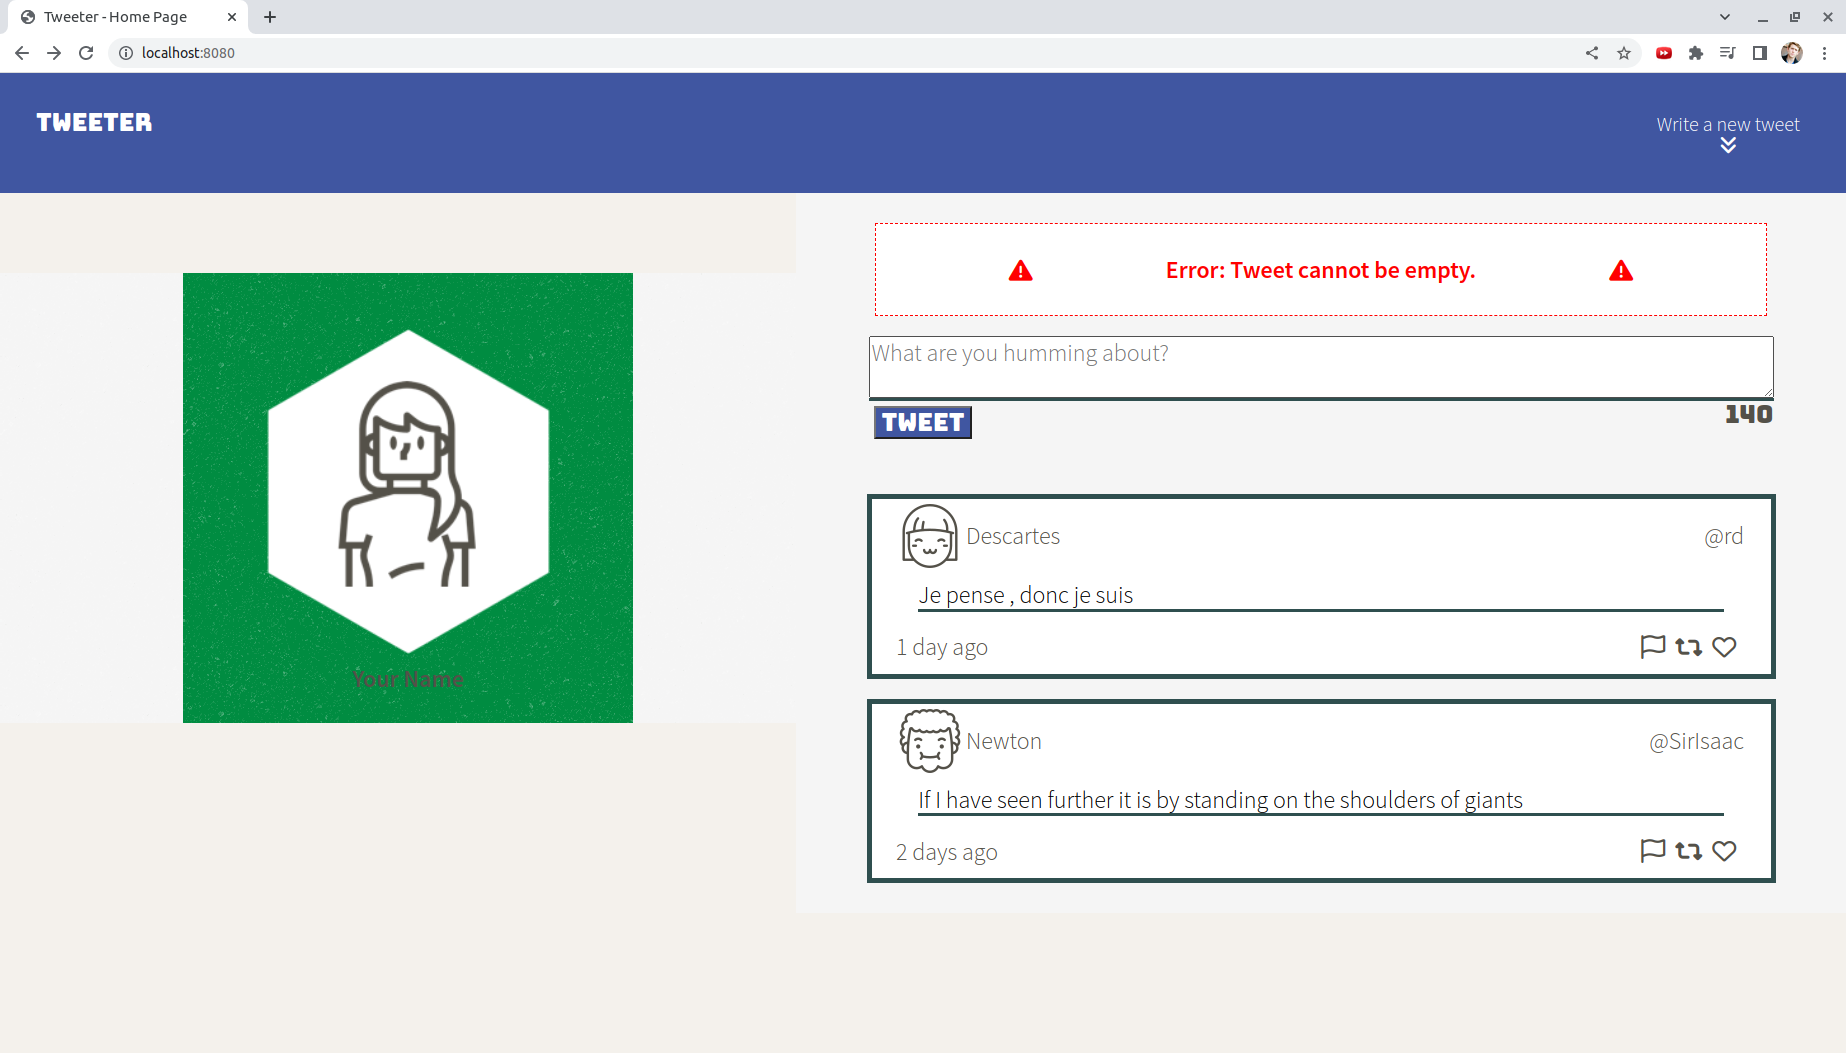 Tweeter - Home Page
localhost:8080
TWEETER
Write a new tweet
Error: Tweet cannot be empty.
What are you humming about?
TWEET
140
Your Name
Descartes
@rd
Je pense , donc je suis
1 day ago
Newton
@SirIsaac
If I have seen further it is by standing on the shoulders of giants
2 days ago